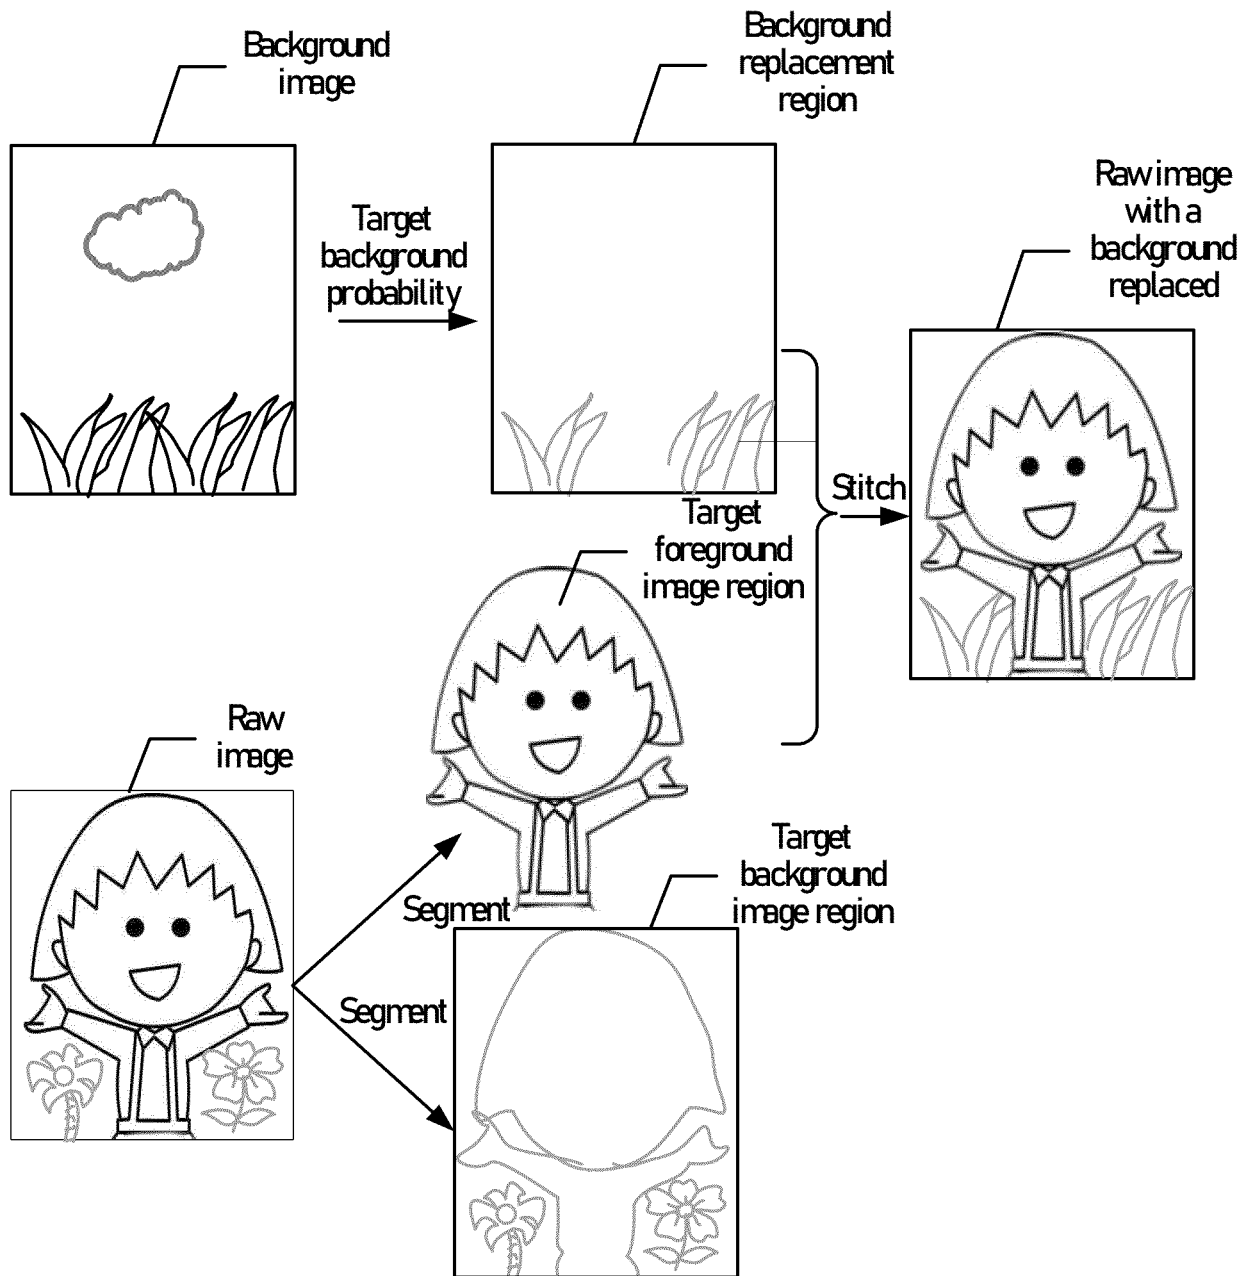 Background
image
Background
replacement
region
Target
background
probability
Raw image
with a
background
replaced
Stitch
Target
foreground
image region
Raw
image
Segment
Segment
Target
background
image region